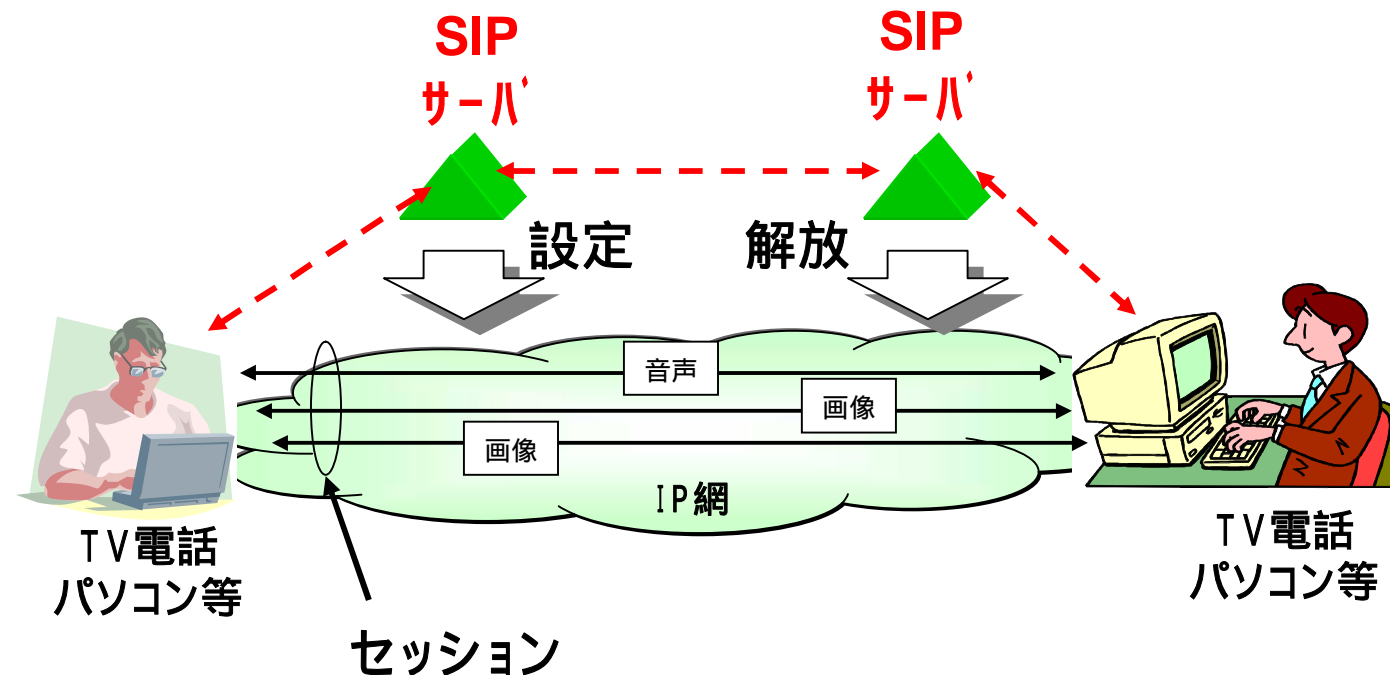 SIP
サーバ
SIP
サーバ
設定
解放
音声
画像
画像
IP網
TV電話
パソコン等
TV電話
パソコン等
セッション